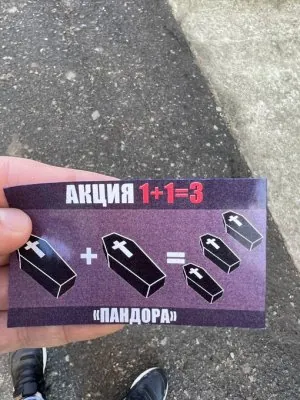 АКЦИЯ 1+1=3
+ =
«ПАНДОРА»